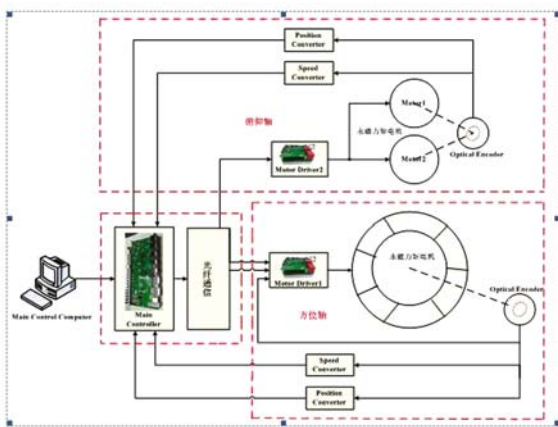 Position
Converter
Speed
Converter
俯仰轴
Motor1
永磁力矩电机
Motor2
Optical Encoder
Motor Driver2
光纤通信
Main
Controller
Main Control Computer
Motor Driver1
永磁力矩电机
Optical Encoder
方位轴
Speed
Converter
Position
Converter